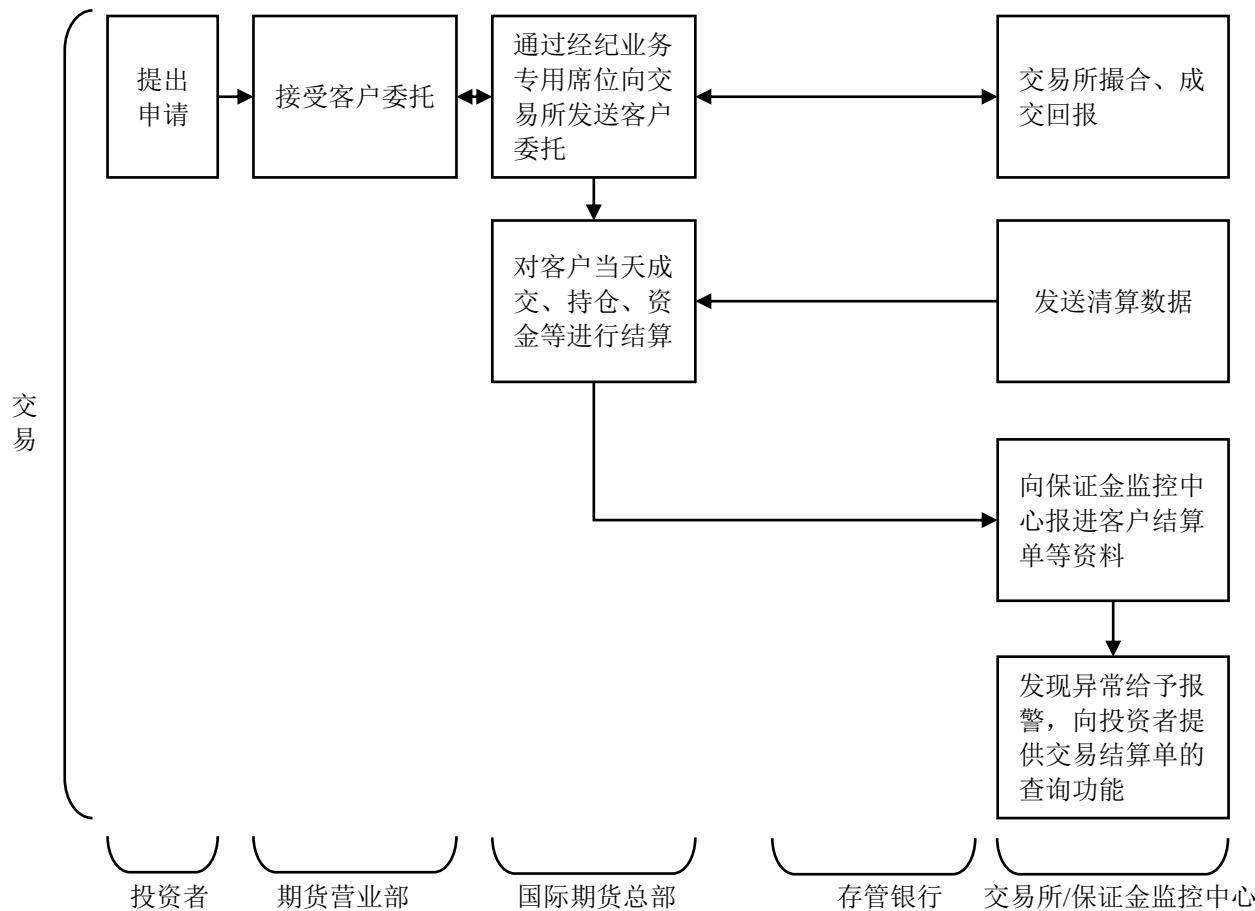 提出
申请
接受客户委托
通过经纪业务
专用席位向交
易所发送客户
委托
交易所撮合、成
交回报
对客户当天成
交、持仓、资
金等进行结算
发送清算数据
交
易
向保证金监控中
心报进客户结算
单等资料
发现异常给予报
警，向投资者提
供交易结算单的
查询功能
投资者
期货营业部
国际期货总部
存管银行
交易所/保证金监控中心